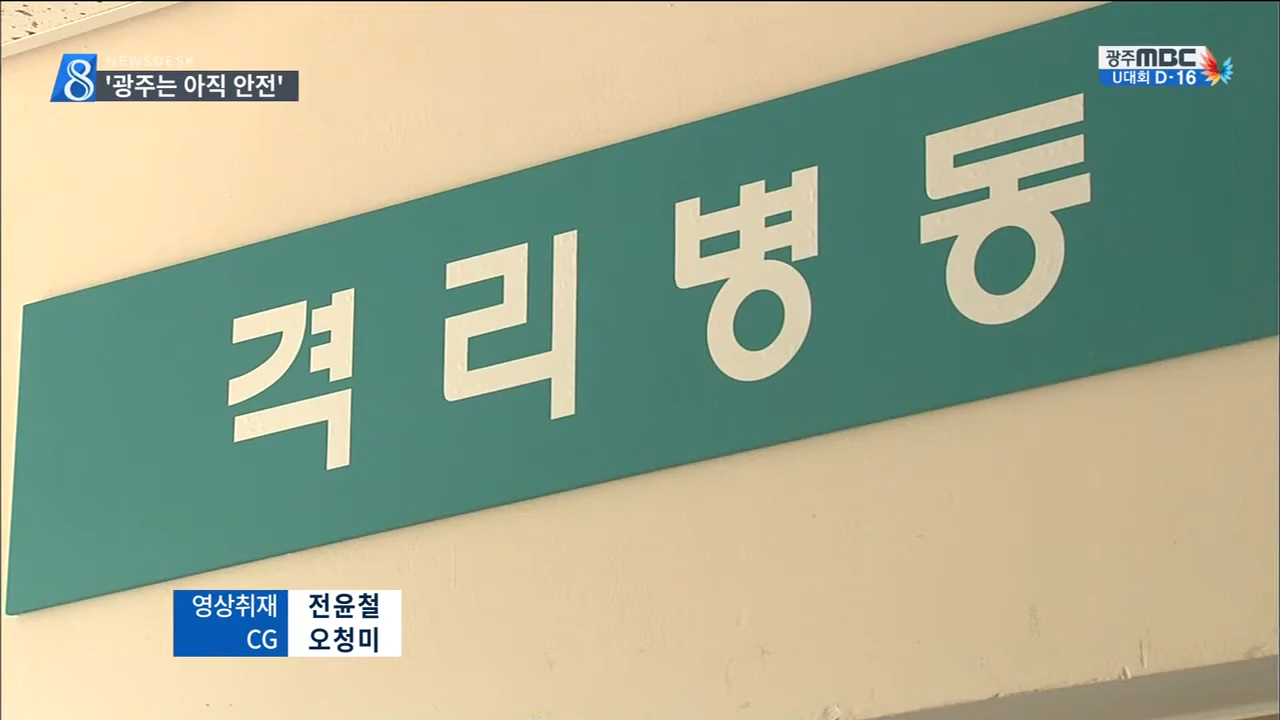 NEWSDESK
8 '광주는 아직 안전'
광주MBC
U대회 D-16
격리병동
영상취재 전윤철
CG 오청미